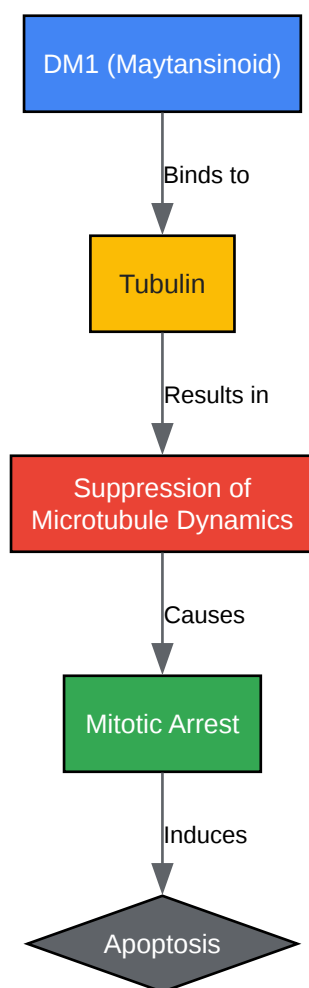 DM1 (Maytansinoid)
Binds to
Tubulin
Results in
Suppression of
Microtubule Dynamics
Causes
Mitotic Arrest
Induces
Apoptosis